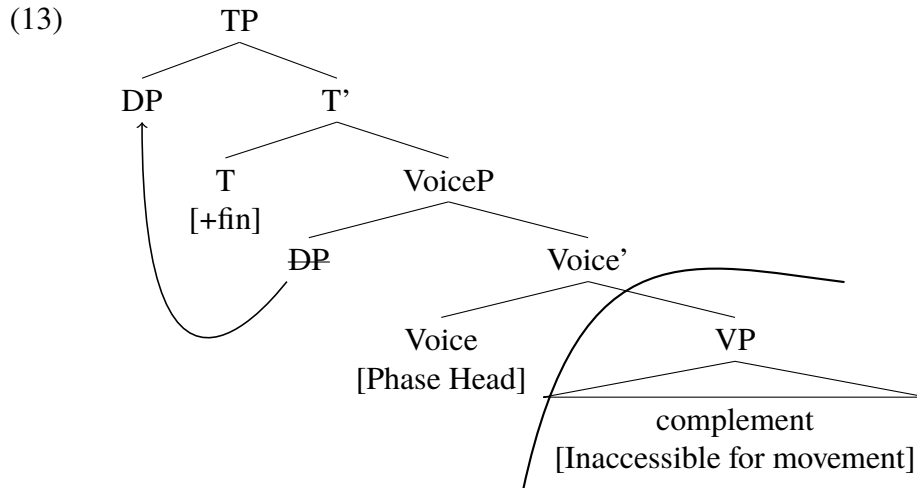 (13) TP
DP T'
T VoiceP
[+fin]
DP Voice'
Voice VP
[Phase Head]
complement
[Inaccessible for movement]